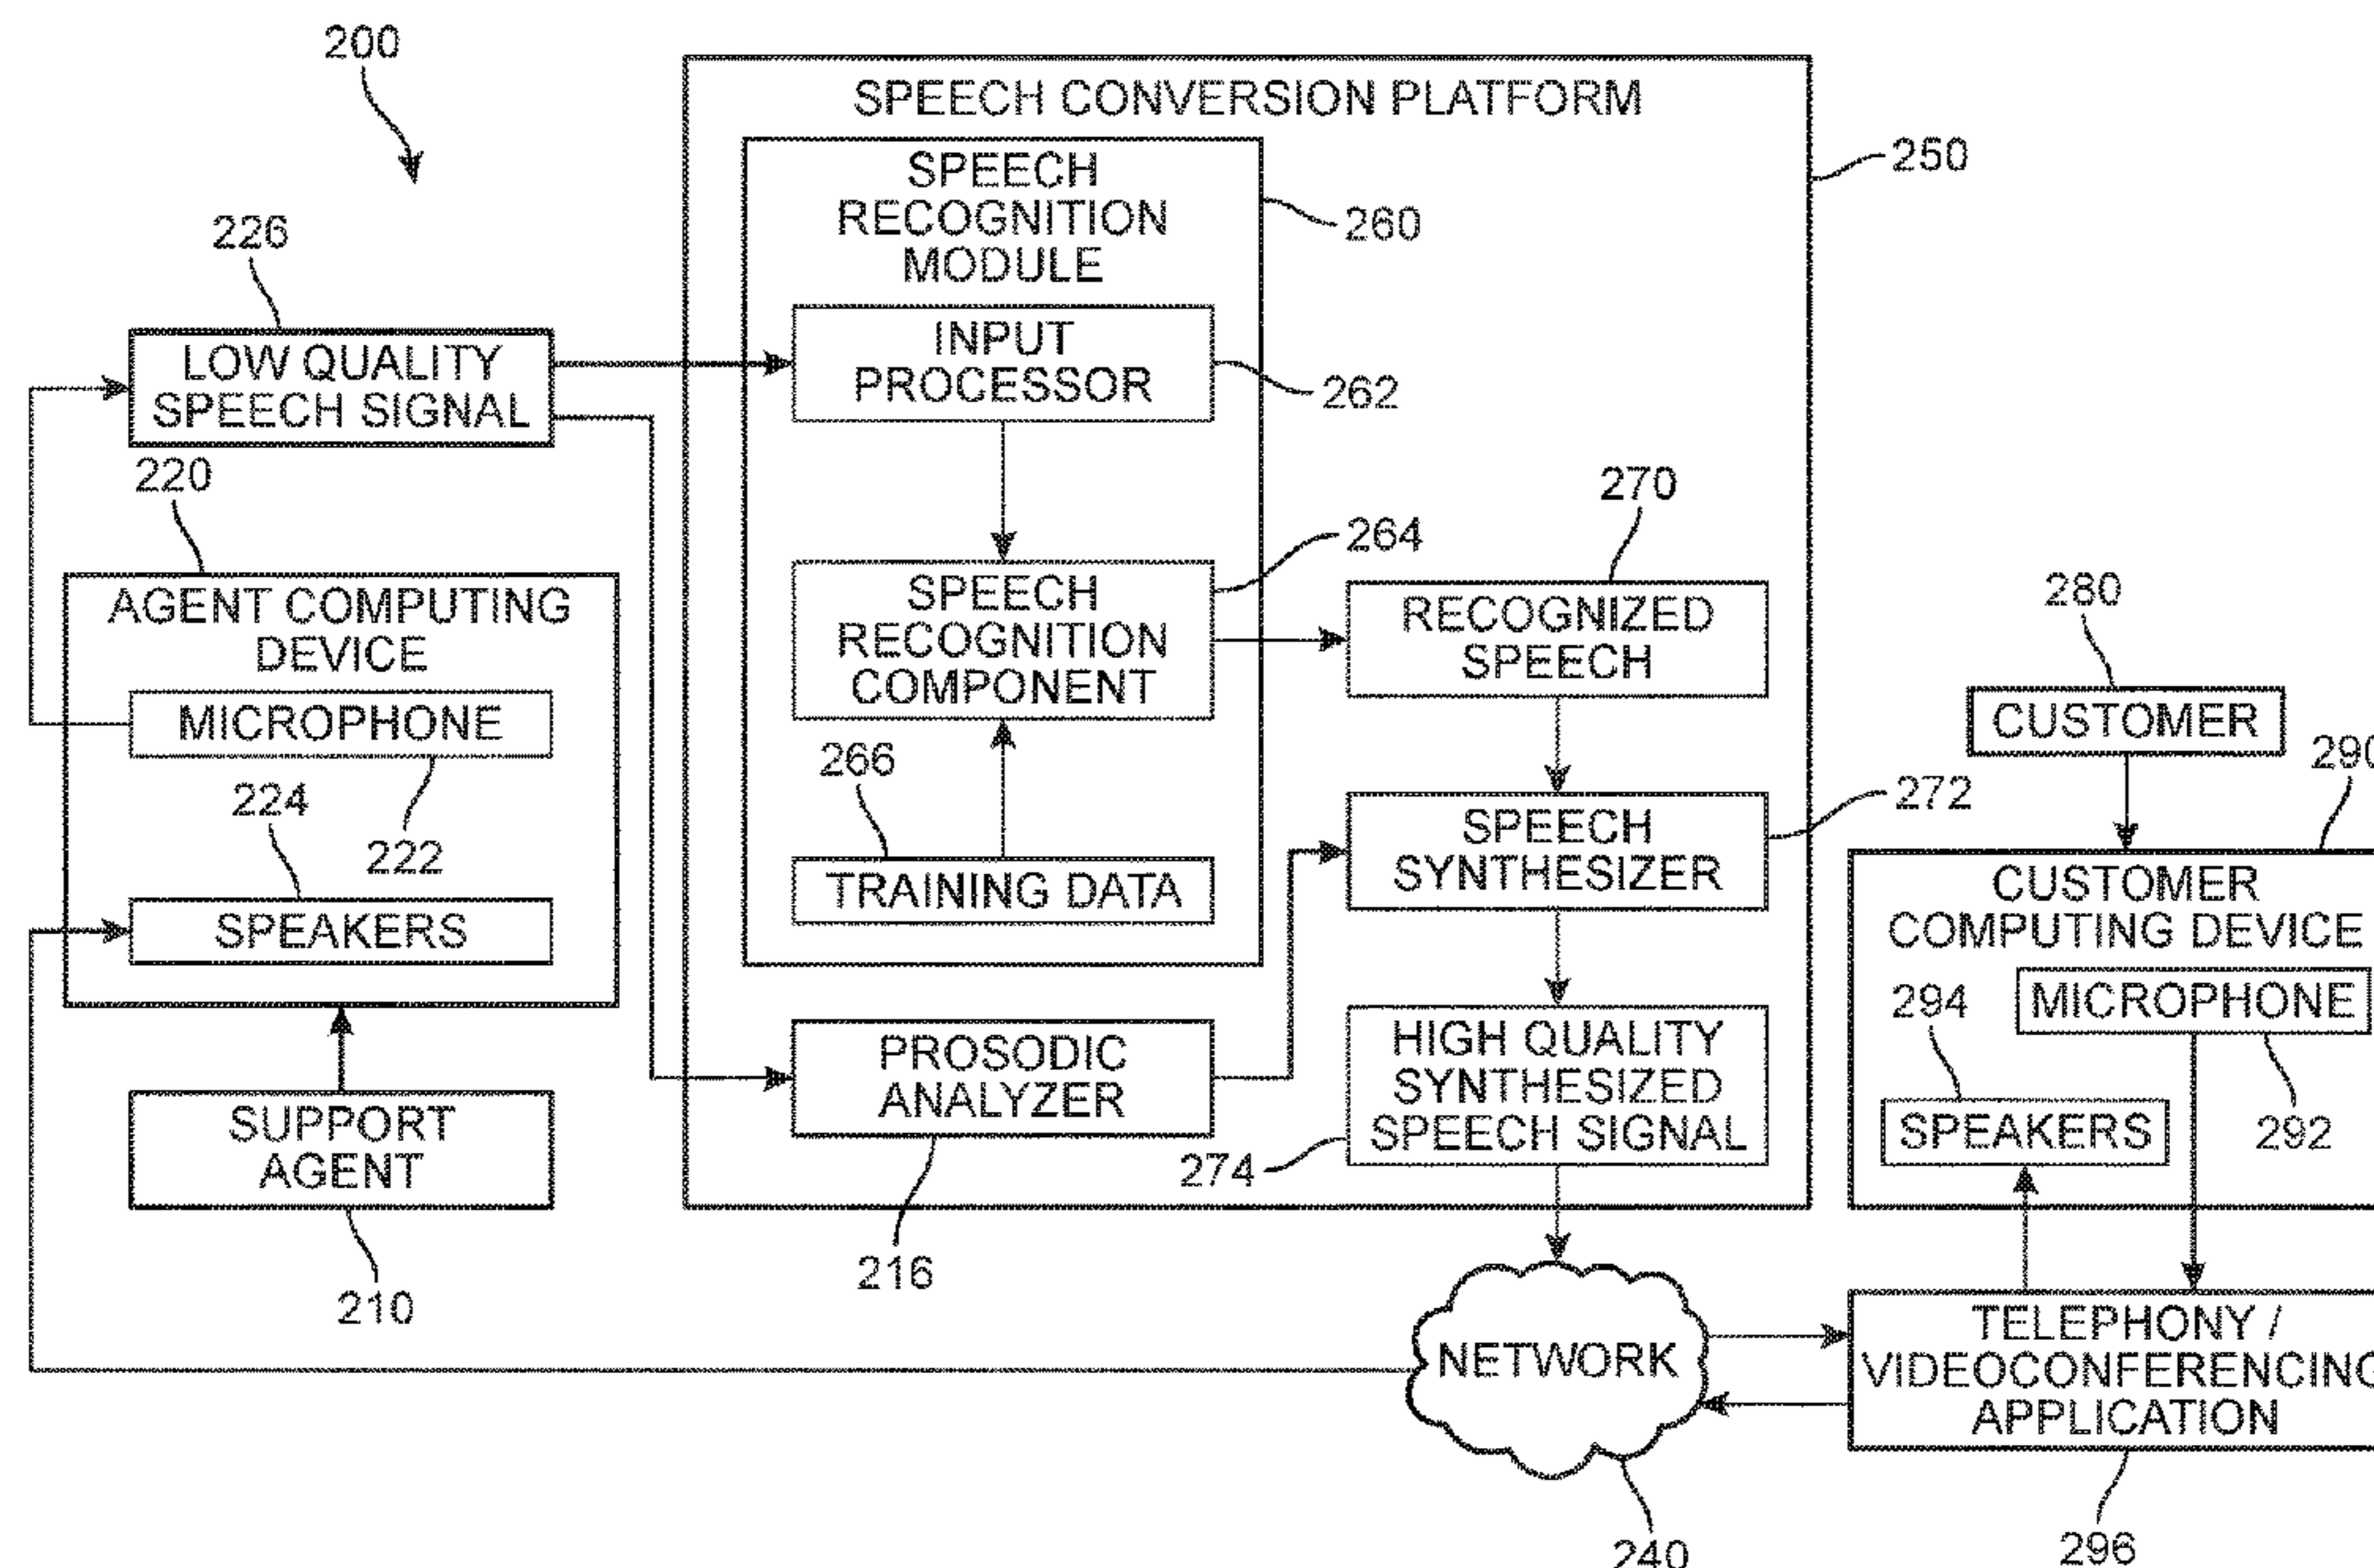 200
SPEECH CONVERSION PLATFORM
250
SPEECH
RECOGNITION
MODULE
260
226
LOW QUALITY
SPEECH SIGNAL
INPUT
PROCESSOR
262
220
AGENT COMPUTING
DEVICE
MICROPHONE
222
224
SPEAKERS
SUPPORT
AGENT
210
264
SPEECH
RECOGNITION
COMPONENT
266
TRAINING DATA
PROSODIC
ANALYZER
216
270
RECOGNIZED
SPEECH
272
SPEECH
SYNTHESIZER
HIGH QUALITY
SYNTHESIZED
SPEECH SIGNAL
274
280
CUSTOMER
290
CUSTOMER
COMPUTING DEVICE
294
MICROPHONE
SPEAKERS
292
NETWORK
240
TELEPHONY /
VIDEOCONFERENCING
APPLICATION
296